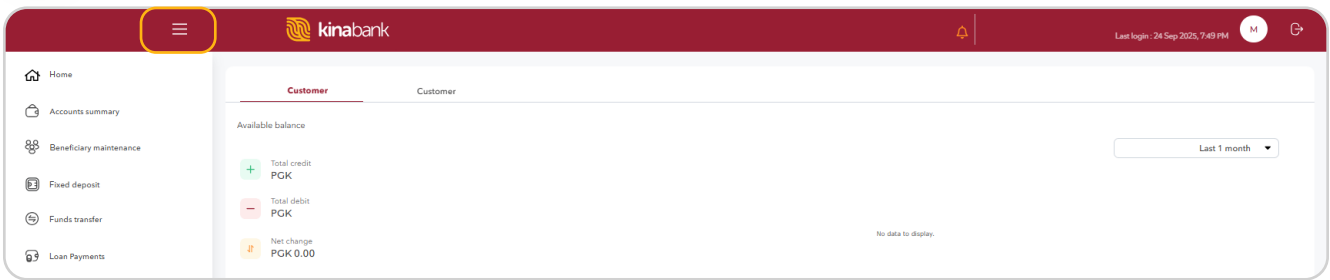 kinabank
Last login : 24 Sep 2025, 7:49 PM
M
Home
Accounts summary
Beneficiary maintenance
Fixed deposit
Funds transfer
Loan Payments
Customer
Customer
Available balance
Last 1 month
Total credit
PGK
Total debit
PGK
Net change
PGK 0.00
No data to display.